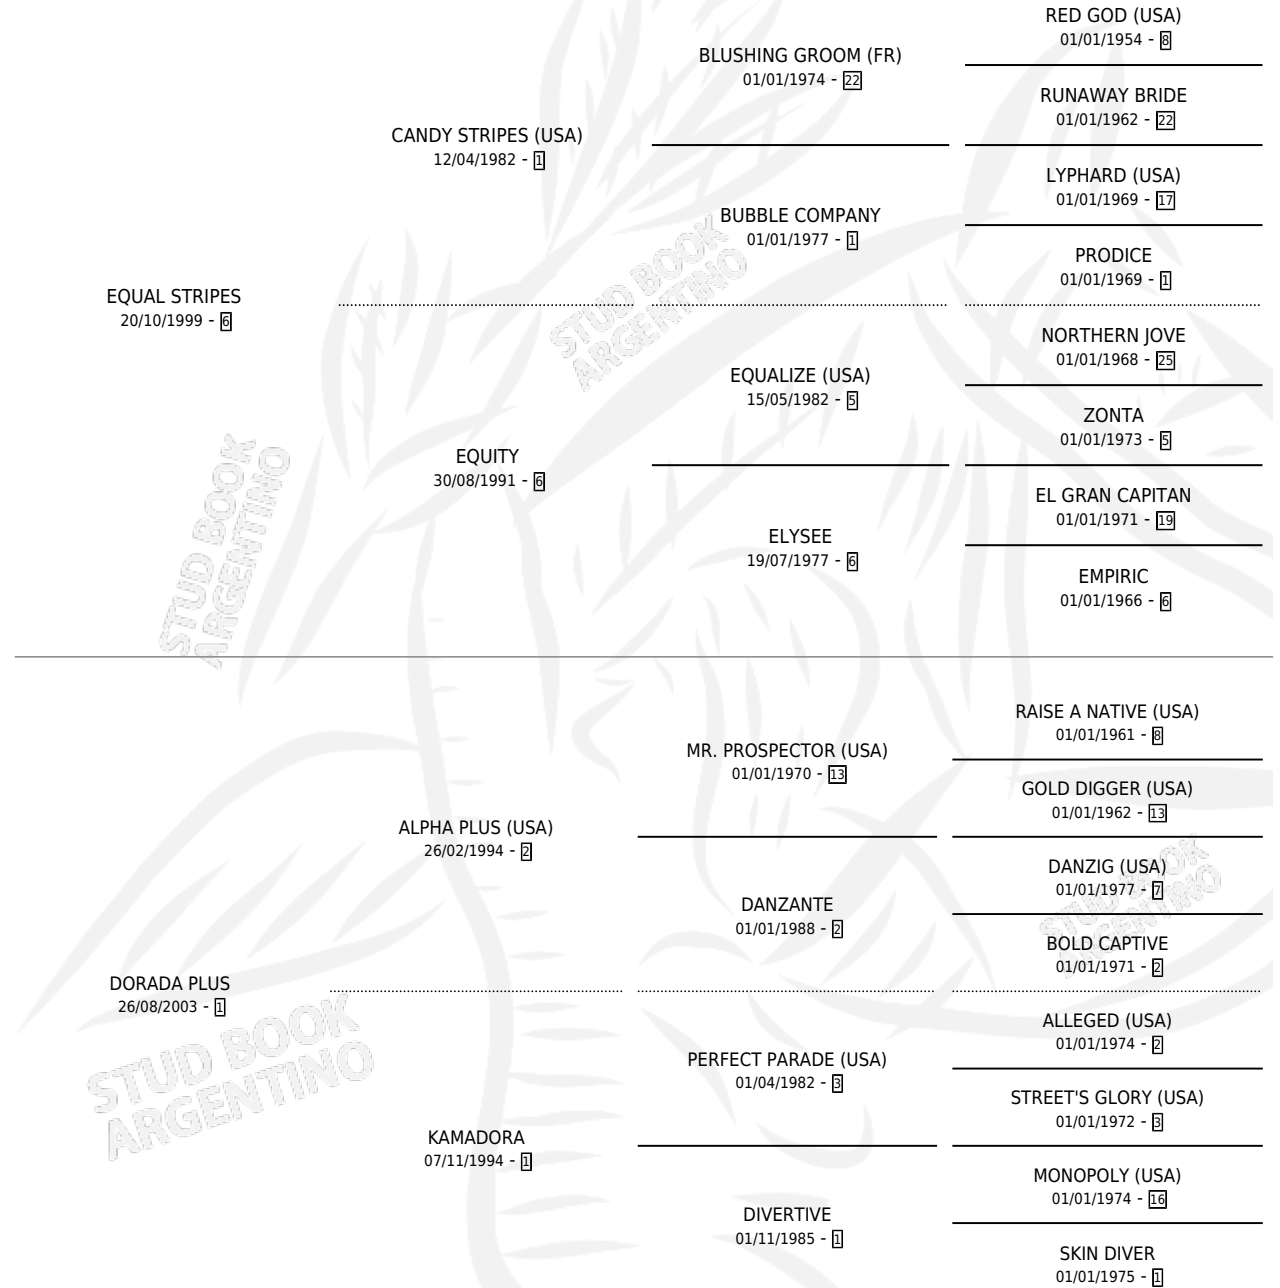 RED GOD (USA)
01/01/1954 - 8
BLUSHING GROOM (FR)
01/01/1974 - 22
RUNAWAY BRIDE
01/01/1962 - 22
CANDY STRIPES (USA)
12/04/1982 - 1
LYPHARD (USA)
01/01/1969 - 17
BUBBLE COMPANY
01/01/1977 - 1
PRODICE
01/01/1969 - 1
EQUAL STRIPES
20/10/1999 - 6
STUD BOOK
ARGENTINO
NORTHERN JOVE
01/01/1968 - 25
EQUALIZE (USA)
15/05/1982 - 5
ZONTA
01/01/1973 - 5
EQUITY
30/08/1991 - 6
EL GRAN CAPITAN
01/01/1971 - 19
ELYSEE
19/07/1977 - 6
EMPIRIC
01/01/1966 - 6
STUD BOOK
ARGENTINO
RAISE A NATIVE (USA)
01/01/1961 - 8
MR. PROSPECTOR (USA)
01/01/1970 - 13
GOLD DIGGER (USA)
01/01/1962 - 13
ALPHA PLUS (USA)
26/02/1994 - 2
DANZIG (USA)
01/01/1977 - 7
STUD BOOK
ARGENTINO
DANZANTE
01/01/1988 - 2
BOLD CAPTIVE
01/01/1971 - 2
DORADA PLUS
26/08/2003 - 1
ALLEGED (USA)
01/01/1974 - 2
STUD BOOK
ARGENTINO
PERFECT PARADE (USA)
01/04/1982 - 3
STREET'S GLORY (USA)
01/01/1972 - 3
KAMADORA
07/11/1994 - 1
MONOPOLY (USA)
01/01/1974 - 16
DIVERTIVE
01/11/1985 - 1
SKIN DIVER
01/01/1975 - 1